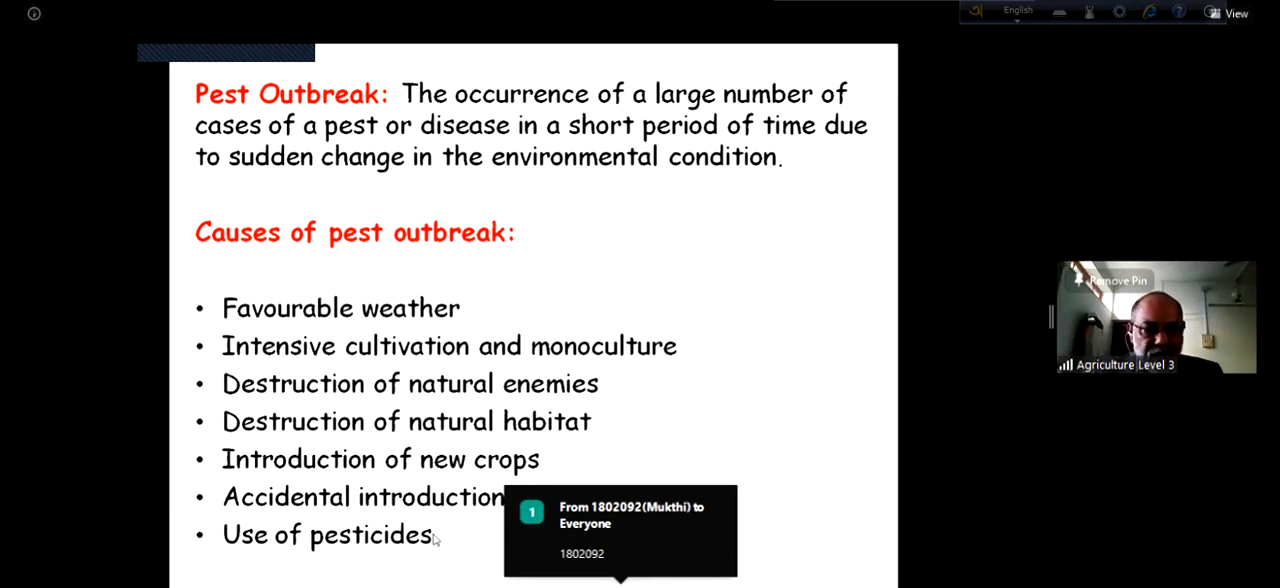 English
View
Pest Outbreak: The occurrence of a large number of
cases of a pest or disease in a short period of time due
to sudden change in the environmental condition.
Causes of pest outbreak:
• Favourable weather
• Intensive cultivation and monoculture
• Destruction of natural enemies
• Destruction of natural habitat
• Introduction of new crops
• Accidental introduction
• Use of pesticides
1
From 1802092(Mukthi) to
Everyone
1802092
Remove Pin
Agriculture Level 3